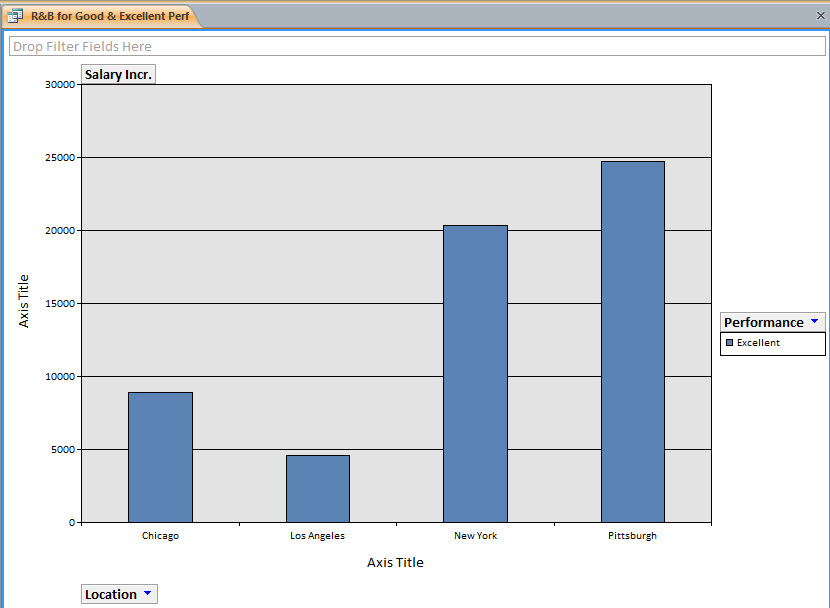 R&B for Good & Excellent Perf
Drop Filter Fields Here
Salary Incr.
30000
25000
20000
15000
10000
5000
0
Axis Title
Chicago
Los Angeles
New York
Pittsburgh
Axis Title
Performance
Excellent
Location